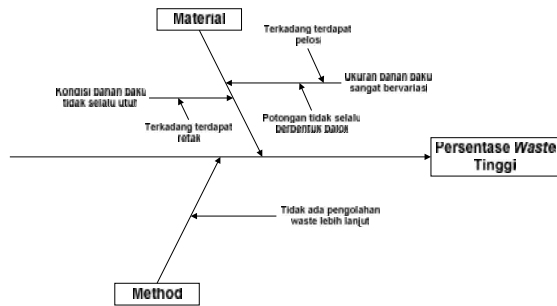 Material
Terkadang terdapat
pelos
Ukuran bahan baku
sangat bervariasi
Kondisi bahan baku
tidak selalu utuh
Potongan tidak selalu
berbentuk balok
Terkadang terdapat
retak
Persentase Waste
Tinggi
Tidak ada pengolahan
waste lebih lanjut
Method